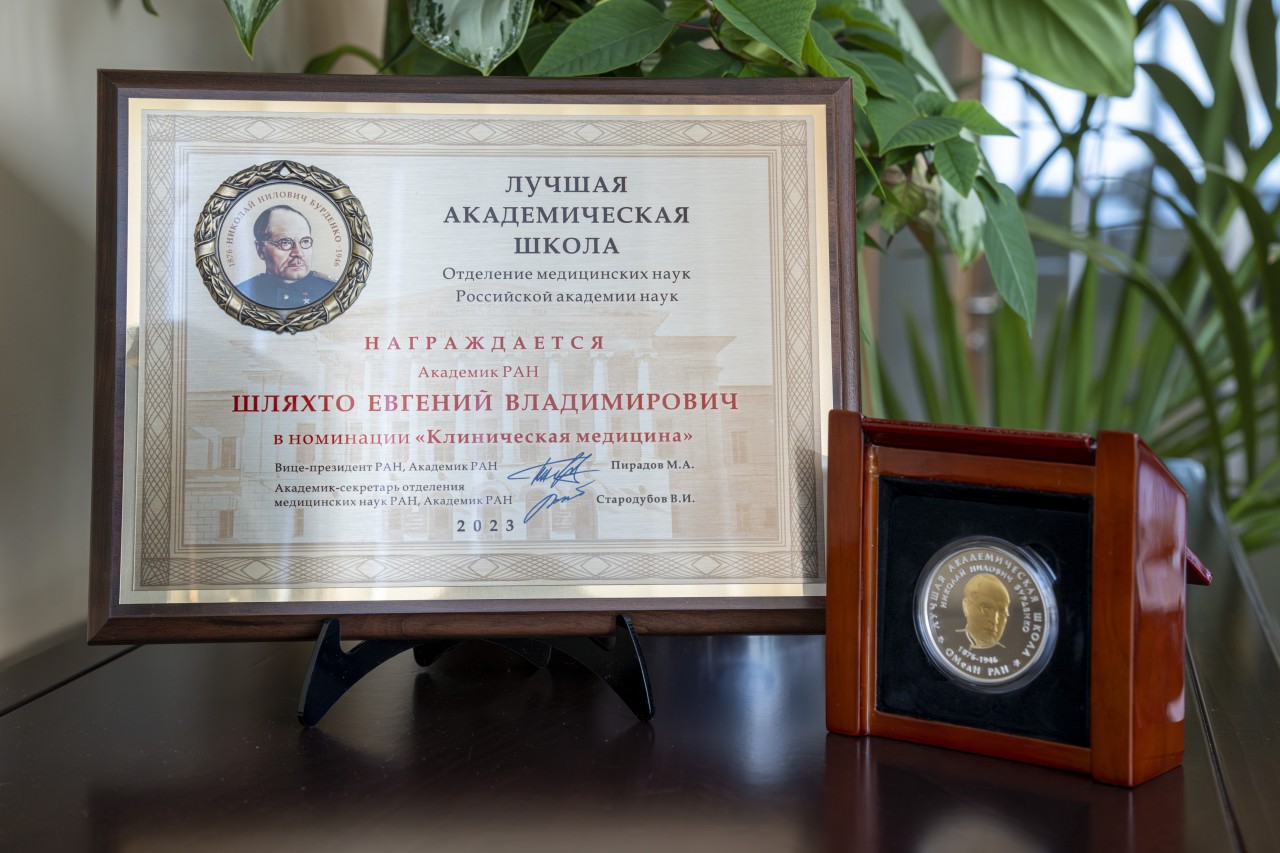 1876 · НИКОЛАЙ НИЛОВИЧ БУРДЕНКО · 1946
ЛУЧШАЯ
АКАДЕМИЧЕСКАЯ
ШКОЛА
Отделение медицинских наук
Российской академии наук
НАГРАЖДАЕТСЯ
Академик РАН
ШЛЯХТО ЕВГЕНИЙ ВЛАДИМИРОВИЧ
в номинации «Клиническая медицина»
Вице-президент РАН, Академик РАН Пирадов М.А.
Академик-секретарь отделения
медицинских наук РАН, Академик РАН Стародубов В.И.
2023
ЛУЧШАЯ АКАДЕМИЧЕСКАЯ ШКОЛА
НИКОЛАЙ НИЛОВИЧ БУРДЕНКО
1876-1946
ОМедН РАН